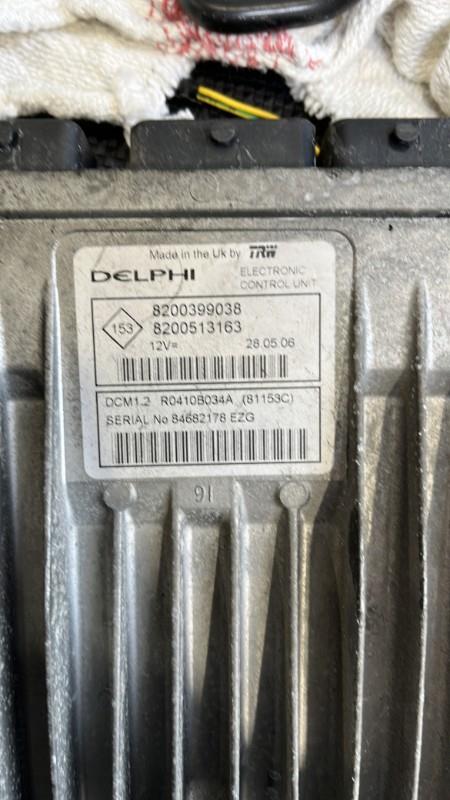 Made in the Uk by TRW
DELPHI
ELECTRONIC
CONTROL UNIT
153
8200399038
8200513163
12V=
28.05.06
DCM1.2 R0410B034A (81153C)
SERIAL No 84682178 EZG
91